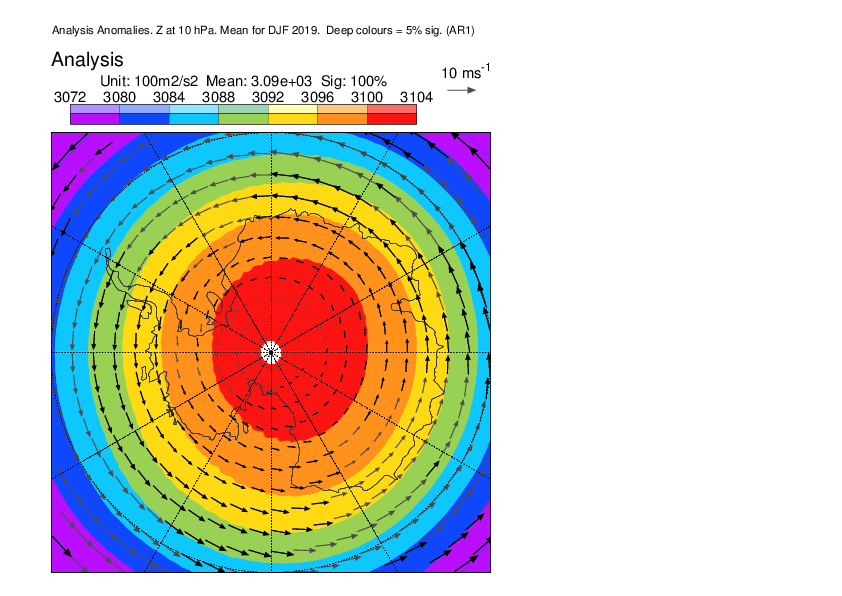 Analysis Anomalies. Z at 10 hPa. Mean for DJF 2019.  Deep colours = 5% sig. (AR1)
Analysis
10 ms⁻¹
Unit: 100m2/s2  Mean: 3.09e+03  Sig: 100%
3072 3080 3084 3088 3092 3096 3100 3104